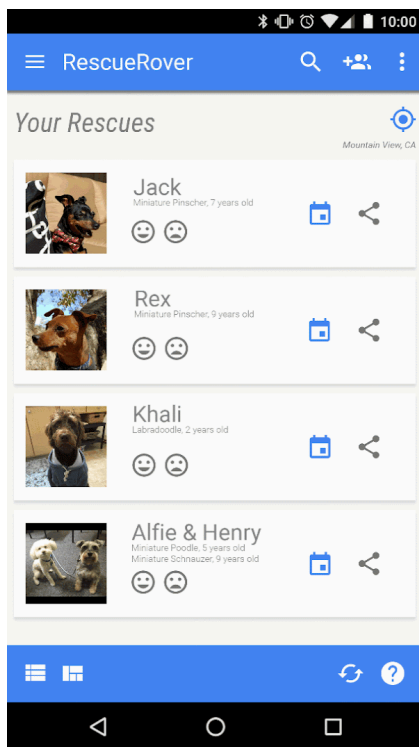 10:00
RescueRover
Your Rescues
Mountain View, CA
Jack
Miniature Pinscher, 7 years old
Rex
Miniature Pinscher, 9 years old
Khali
Labradoodle, 2 years old
Alfie & Henry
Miniature Poodle, 5 years old
Miniature Schnauzer, 9 years old